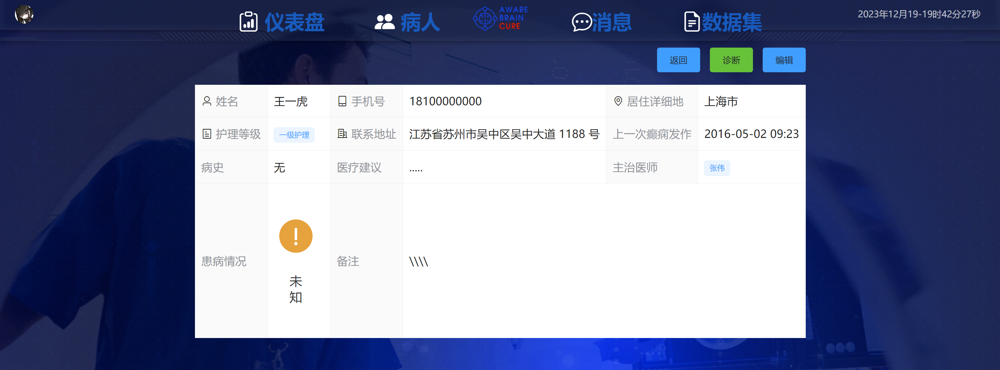 仪表盘
病人
AWARE
BRAIN
CURE
消息
数据集
2023年12月19-19时42分27秒
返回
诊断
编辑
姓名 王一虎 手机号 18100000000 居住详细地 上海市
护理等级 一级护理 联系地址 江苏省苏州市吴中区吴中大道 1188 号 上一次癫痫发作 2016-05-02 09:23
病史 无 医疗建议 ..... 主治医师 张伟
患病情况
未
知
备注 \\\\